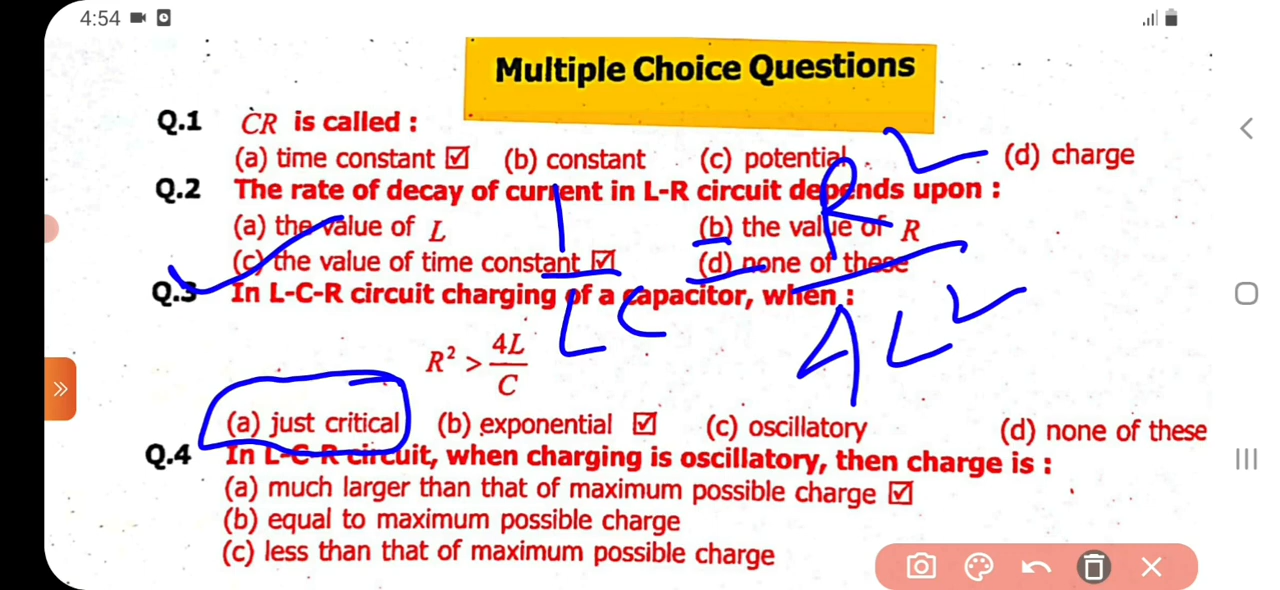 4:54
Multiple Choice Questions
Q.1 CR is called :
(a) time constant ☑ (b) constant (c) potential (d) charge
Q.2 The rate of decay of current in L-R circuit depends upon :
(a) the value of L (b) the value of R
(c) the value of time constant ☑ (d) none of these
Q.3 In L-C-R circuit charging of a capacitor, when :
R² > 4L/C
(a) just critical (b) exponential ☑ (c) oscillatory (d) none of these
Q.4 In L-C-R circuit, when charging is oscillatory, then charge is :
(a) much larger than that of maximum possible charge ☑
(b) equal to maximum possible charge
(c) less than that of maximum possible charge
1
LC
R²
4L²